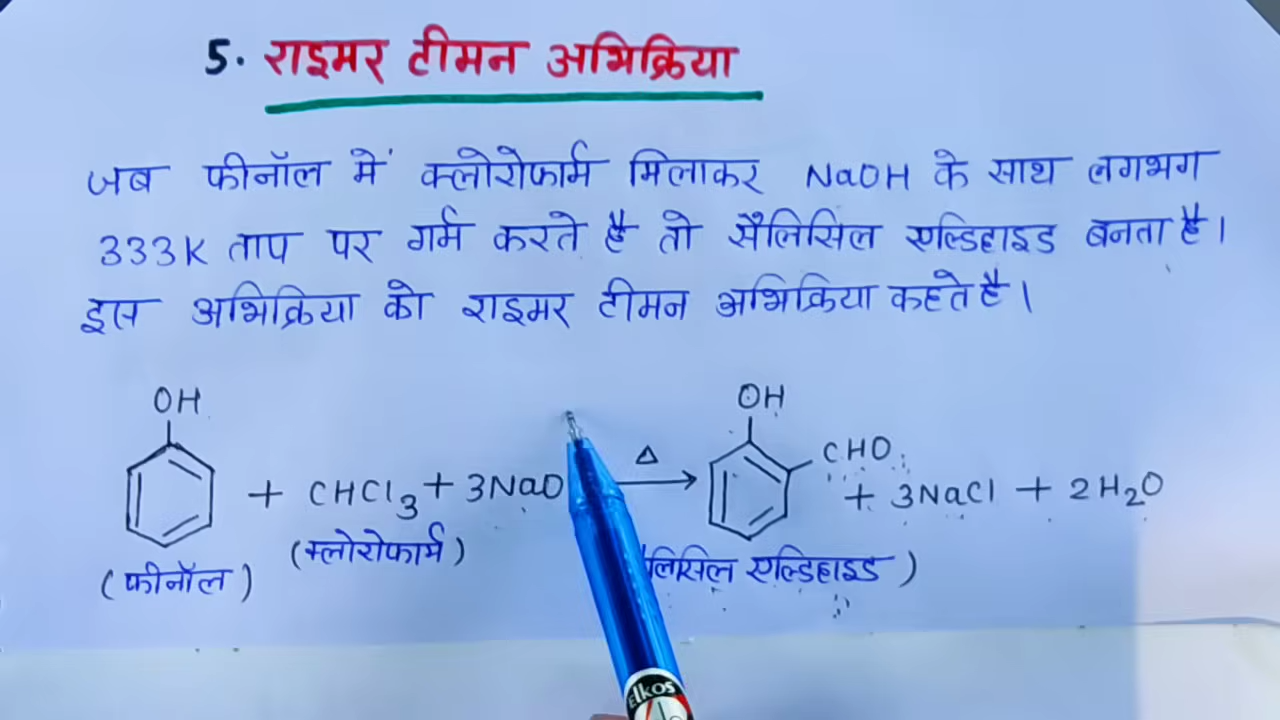 5. राइमर टीमन अभिक्रिया
जब फीनॉल में क्लोरोफार्म मिलाकर NaOH के साथ लगभग
333K ताप पर गर्म करते है तो सैलिसिल एल्डिहाइड बनता है।
इस अभिक्रिया को राइमर टीमन अभिक्रिया कहते है।
OH OH
CHO
+ CHCl3 + 3NaO Δ → + 3NaCl + 2H2O
(फीनॉल) (क्लोरोफार्म) लिसिल एल्डिहाइड)
elkos